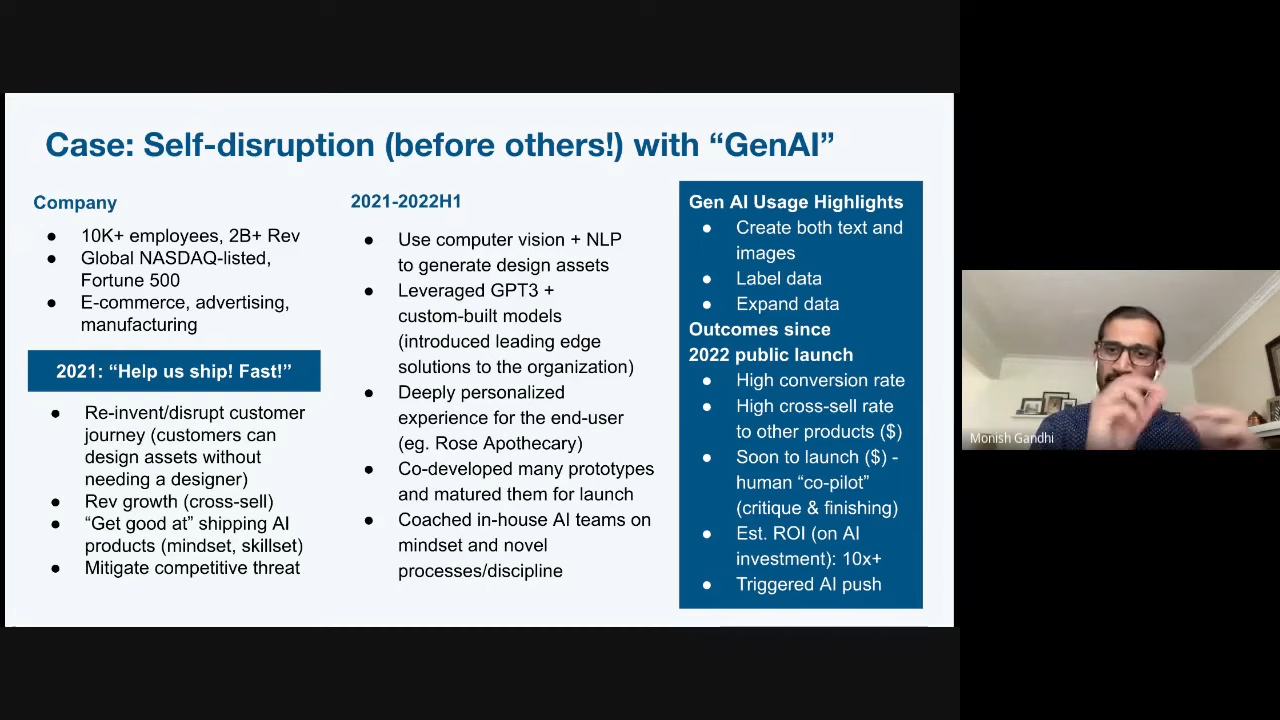 Case: Self-disruption (before others!) with “GenAI”
Company
● 10K+ employees, 2B+ Rev
● Global NASDAQ-listed,
Fortune 500
● E-commerce, advertising,
manufacturing
2021: “Help us ship! Fast!”
● Re-invent/disrupt customer
journey (customers can
design assets without
needing a designer)
● Rev growth (cross-sell)
● “Get good at” shipping AI
products (mindset, skillset)
● Mitigate competitive threat
2021-2022H1
● Use computer vision + NLP
to generate design assets
● Leveraged GPT3 +
custom-built models
(introduced leading edge
solutions to the organization)
● Deeply personalized
experience for the end-user
(eg. Rose Apothecary)
● Co-developed many prototypes
and matured them for launch
● Coached in-house AI teams on
mindset and novel
processes/discipline
Gen AI Usage Highlights
● Create both text and
images
● Label data
● Expand data
Outcomes since
2022 public launch
● High conversion rate
● High cross-sell rate
to other products ($)
● Soon to launch ($) -
human “co-pilot”
(critique & finishing)
● Est. ROI (on AI
investment): 10x+
● Triggered AI push
Monish Gandhi